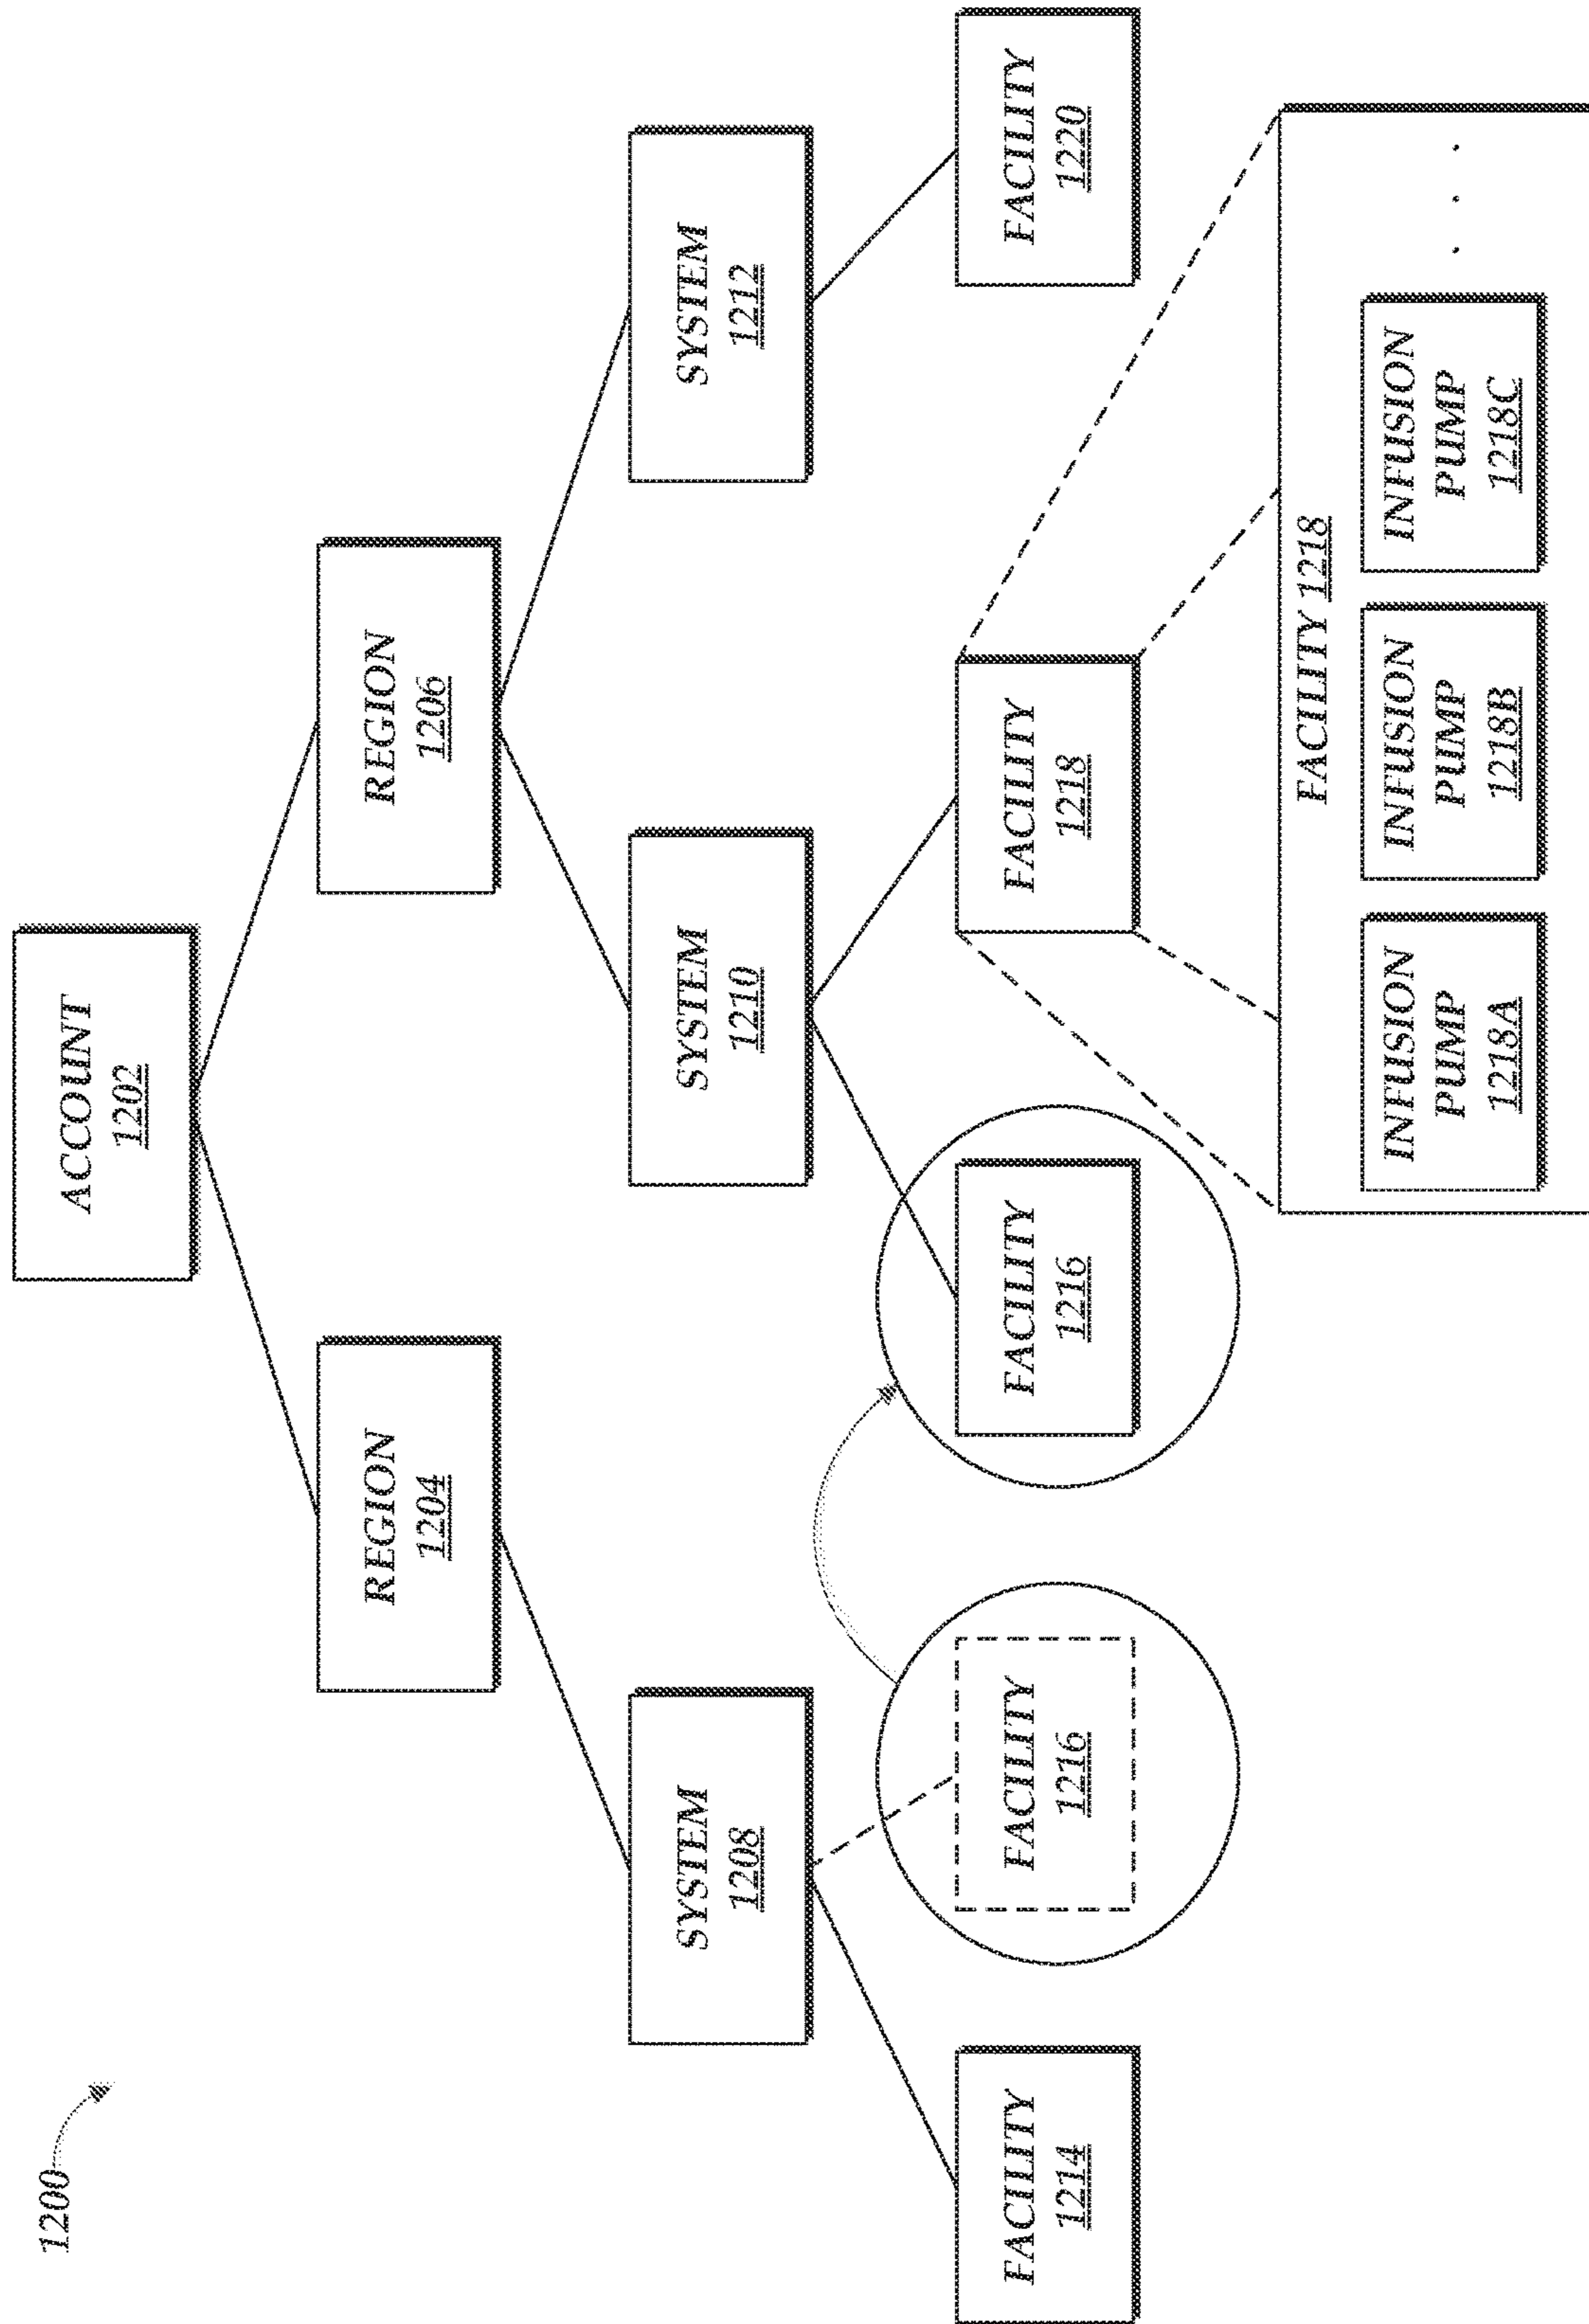 1200
ACCOUNT
1202
REGION
1204
REGION
1206
SYSTEM
1208
SYSTEM
1210
SYSTEM
1212
FACILITY
1214
FACILITY
1216
FACILITY
1216
FACILITY
1218
FACILITY
1220
FACILITY 1218
INFUSION
PUMP
1218A
INFUSION
PUMP
1218B
INFUSION
PUMP
1218C
. . .